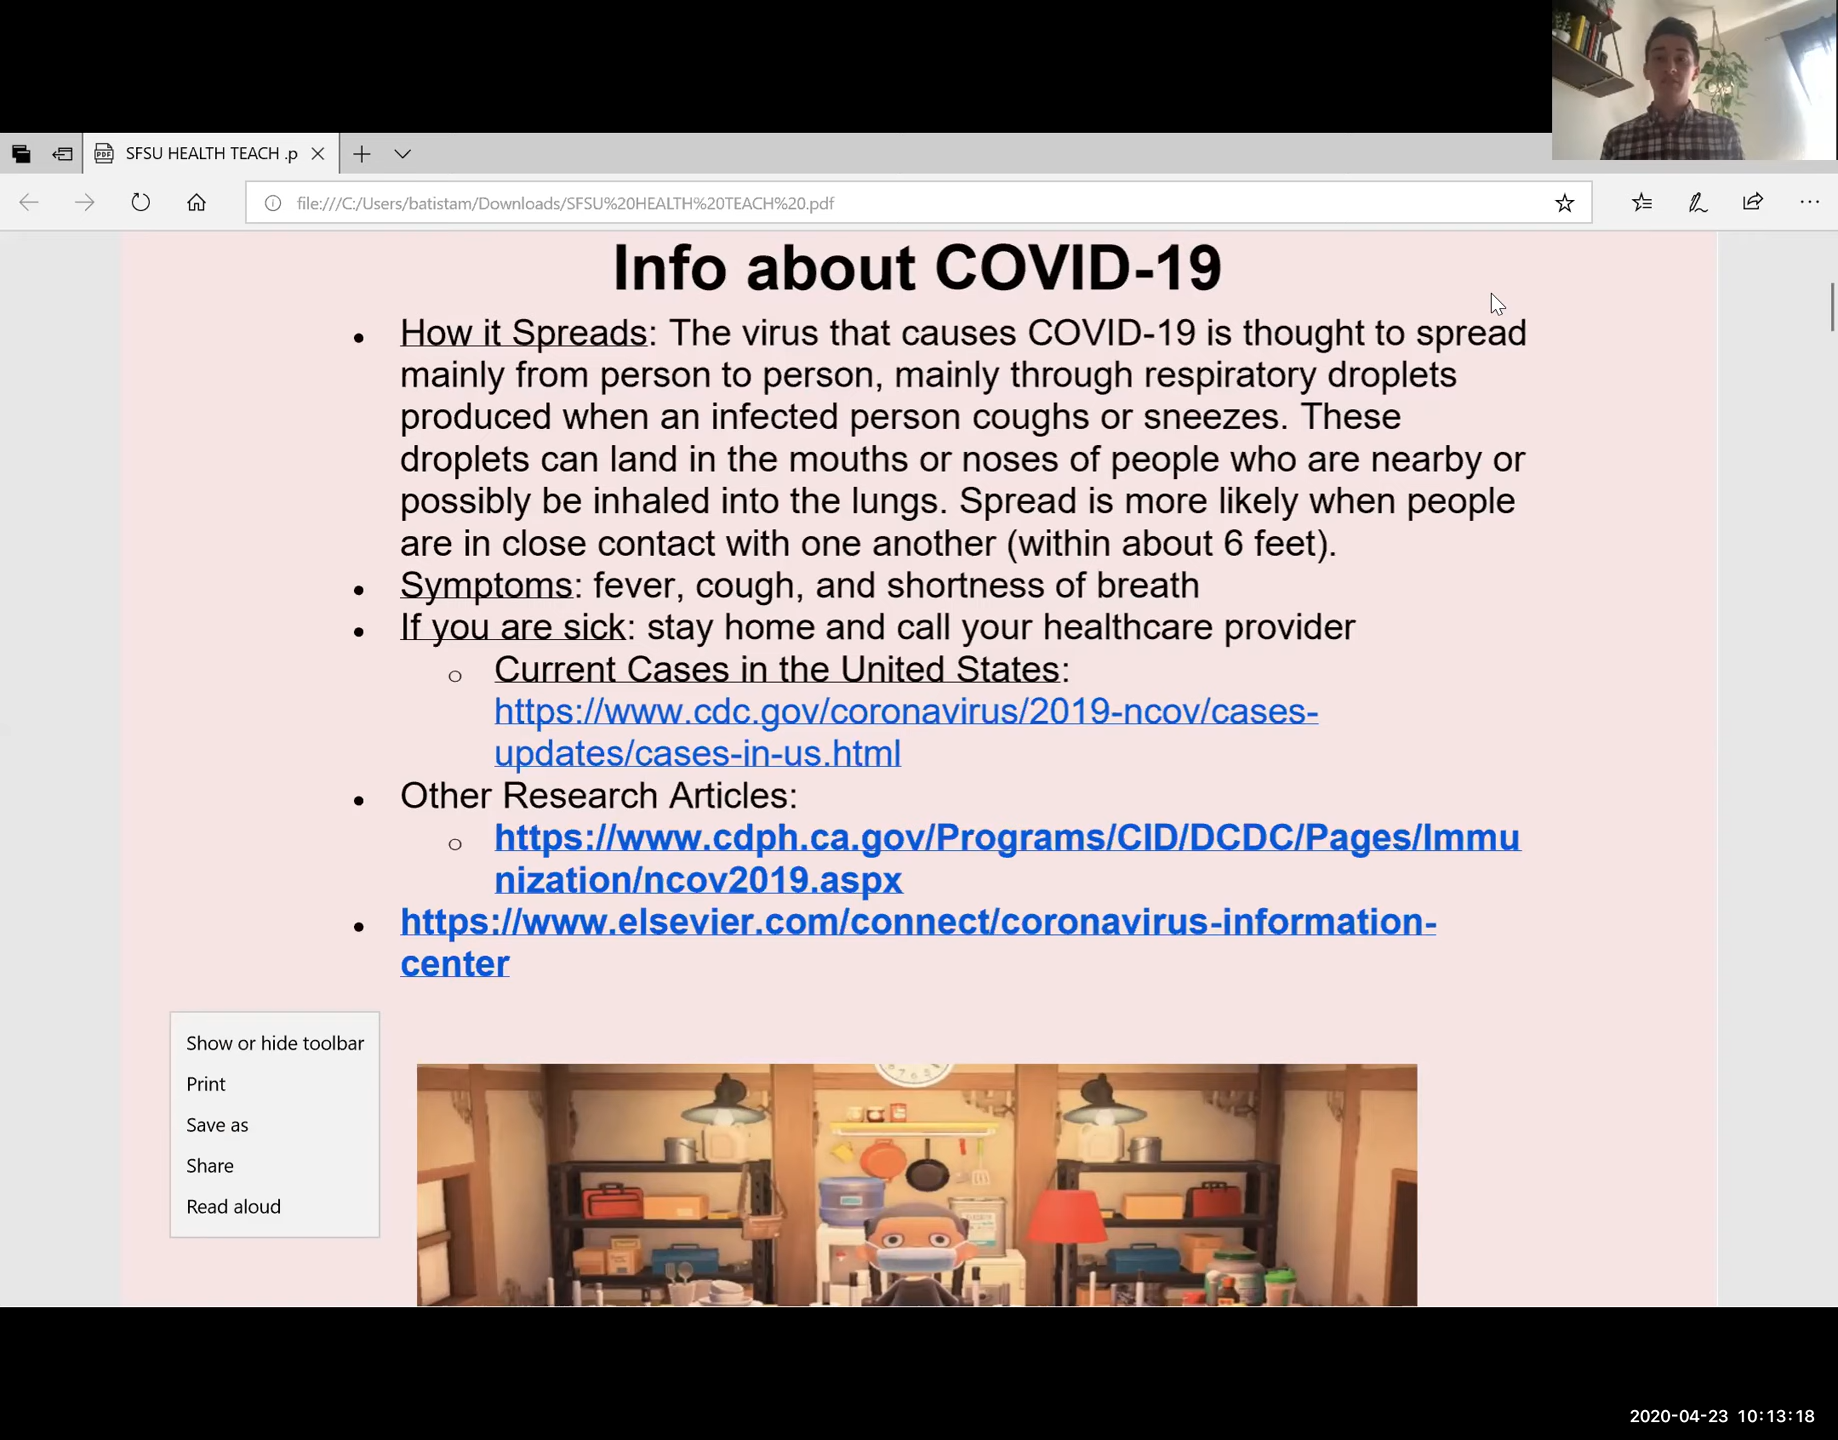 SFSU HEALTH TEACH .p
file:///C:/Users/batistam/Downloads/SFSU%20HEALTH%20TEACH%20.pdf
Info about COVID-19
• How it Spreads: The virus that causes COVID-19 is thought to spread
mainly from person to person, mainly through respiratory droplets
produced when an infected person coughs or sneezes. These
droplets can land in the mouths or noses of people who are nearby or
possibly be inhaled into the lungs. Spread is more likely when people
are in close contact with one another (within about 6 feet).
• Symptoms: fever, cough, and shortness of breath
• If you are sick: stay home and call your healthcare provider
o Current Cases in the United States:
https://www.cdc.gov/coronavirus/2019-ncov/cases-
updates/cases-in-us.html
• Other Research Articles:
o https://www.cdph.ca.gov/Programs/CID/DCDC/Pages/Immu
nization/ncov2019.aspx
• https://www.elsevier.com/connect/coronavirus-information-
center
Show or hide toolbar
Print
Save as
Share
Read aloud
2020-04-23 10:13:18